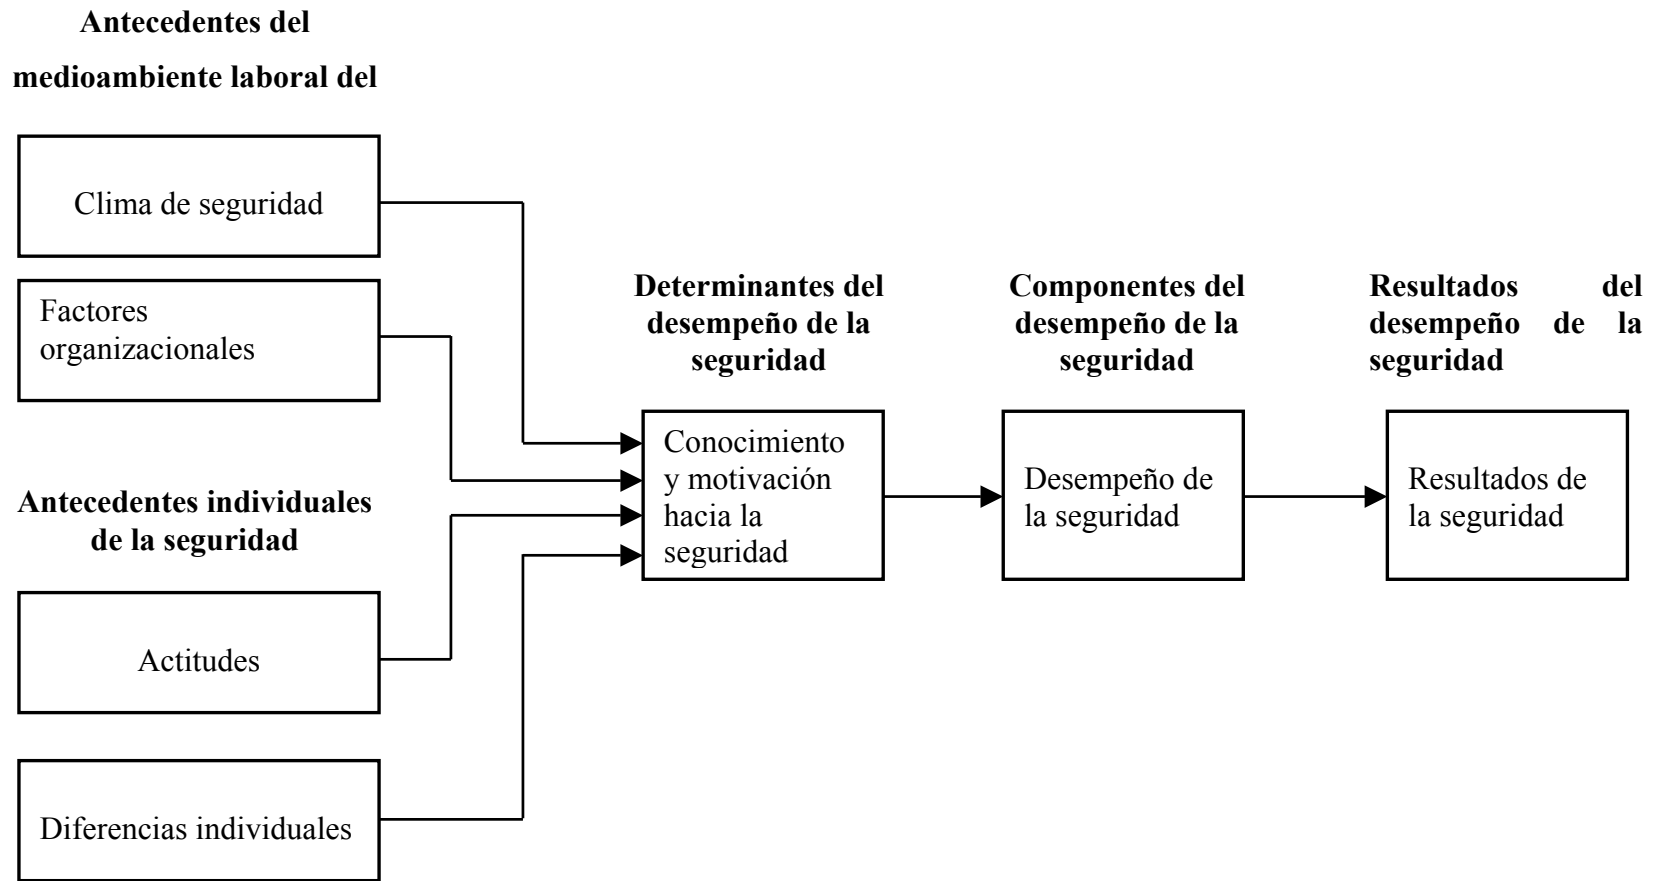 Antecedentes del
medioambiente laboral del
Clima de seguridad
Factores
organizacionales
Antecedentes individuales
de la seguridad
Actitudes
Diferencias individuales
Determinantes del
desempeño de la
seguridad
Conocimiento
y motivación
hacia la
seguridad
Componentes del
desempeño de la
seguridad
Desempeño de
la seguridad
Resultados del
desempeño de la
seguridad
Resultados de
la seguridad